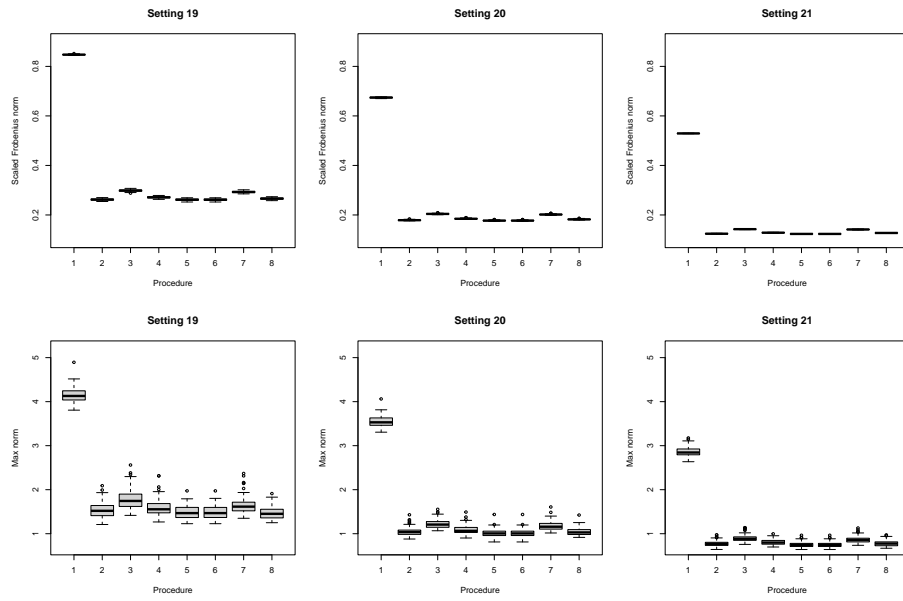 Setting 19
Scaled Frobenius norm
0.8
0.6
0.4
0.2
1 2 3 4 5 6 7 8
Procedure
Setting 20
Scaled Frobenius norm
0.8
0.6
0.4
0.2
1 2 3 4 5 6 7 8
Procedure
Setting 21
Scaled Frobenius norm
0.8
0.6
0.4
0.2
1 2 3 4 5 6 7 8
Procedure
Setting 19
Max norm
5
4
3
2
1
1 2 3 4 5 6 7 8
Procedure
Setting 20
Max norm
5
4
3
2
1
1 2 3 4 5 6 7 8
Procedure
Setting 21
Max norm
5
4
3
2
1
1 2 3 4 5 6 7 8
Procedure